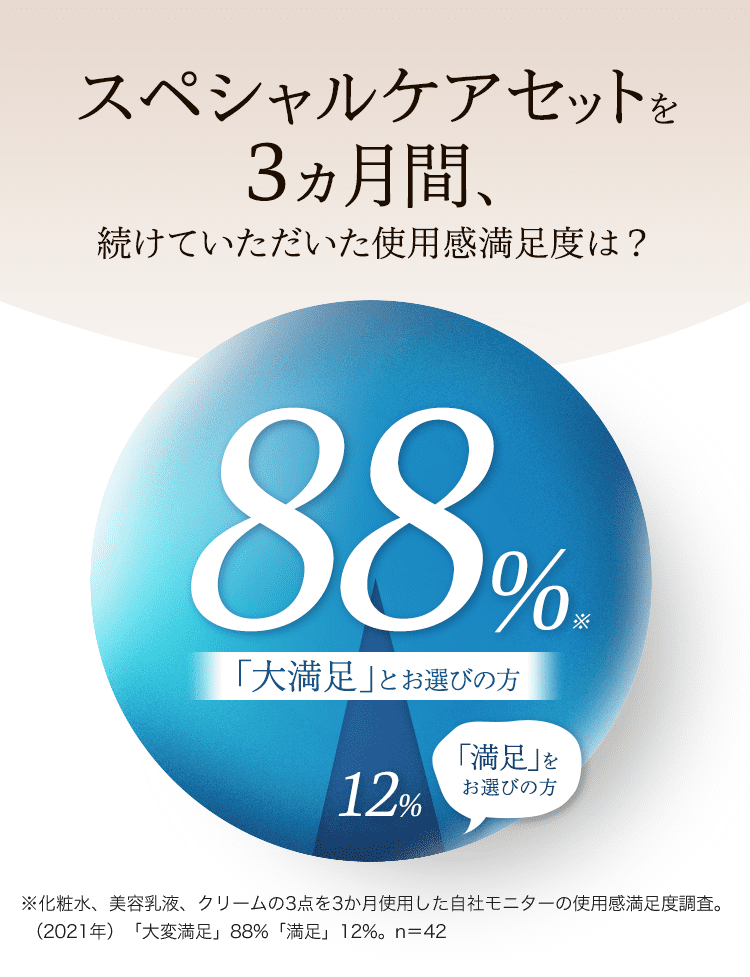 スペシャルケアセットを
3ヵ月間、
続けていただいた使用感満足度は？
88%※
「大満足」とお選びの方
12%
「満足」を
お選びの方
※化粧水、美容乳液、クリームの3点を3か月使用した自社モニターの使用感満足度調査。
（2021年）「大変満足」88%「満足」12%。n＝42